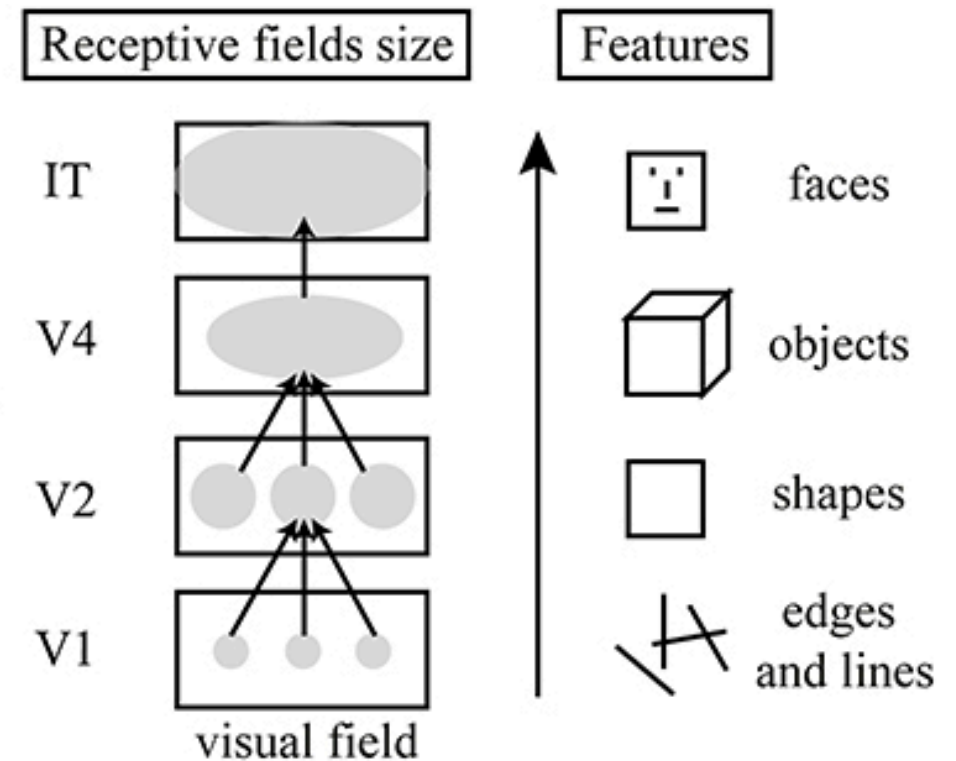 Receptive fields size
Features
IT
faces
V4
objects
V2
shapes
V1
edges
and lines
visual field